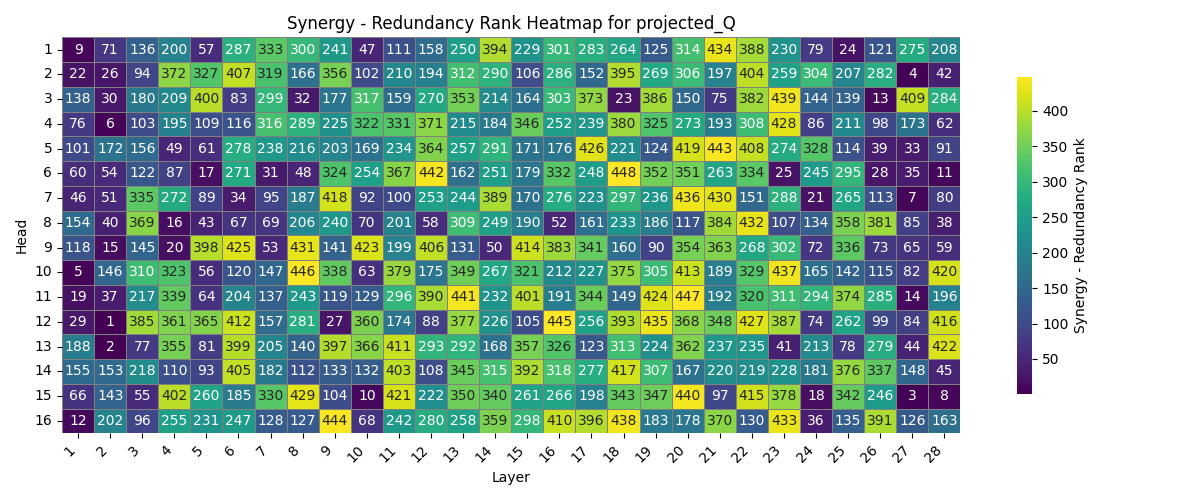 Synergy - Redundancy Rank Heatmap for projected_Q
1 9 71 136 200 57 287 333 300 241 47 111 158 250 394 229 301 283 264 125 314 434 388 230 79 24 121 275 208
2 22 26 94 372 327 407 319 166 356 102 210 194 312 290 106 286 152 395 269 306 197 404 259 304 207 282 4 42
3 138 30 180 209 400 83 299 32 177 317 159 270 353 214 164 303 373 23 386 150 75 382 439 144 139 13 409 284
4 76 6 103 195 109 116 316 289 225 322 331 371 215 184 346 252 239 380 325 273 193 308 428 86 211 98 173 62
5 101 172 156 49 61 278 238 216 203 169 234 364 257 291 171 176 426 221 124 419 443 408 274 328 114 39 33 91
6 60 54 122 87 17 271 31 48 324 254 367 442 162 251 179 332 248 448 352 351 263 334 25 245 295 28 35 11
7 46 51 335 272 89 34 95 187 418 92 100 253 244 389 170 276 223 297 236 436 430 151 288 21 265 113 7 80
8 154 40 369 16 43 67 69 206 240 70 201 58 309 249 190 52 161 233 186 117 384 432 107 134 358 381 85 38
9 118 15 145 20 398 425 53 431 141 423 199 406 131 50 414 383 341 160 90 354 363 268 302 72 336 73 65 59
10 5 146 310 323 56 120 147 446 338 63 379 175 349 267 321 212 227 375 305 413 189 329 437 165 142 115 82 420
11 19 37 217 339 64 204 137 243 119 129 296 390 441 232 401 191 344 149 424 447 192 320 311 294 374 285 14 196
12 29 1 385 361 365 412 157 281 27 360 174 88 377 226 105 445 256 393 435 368 348 427 387 74 262 99 84 416
13 188 2 77 355 81 399 205 140 397 366 411 293 292 168 357 326 123 313 224 362 237 235 41 213 78 279 44 422
14 155 153 218 110 93 405 182 112 133 132 403 108 345 315 392 318 277 417 307 167 220 219 228 181 376 337 148 45
15 66 143 55 402 260 185 330 429 104 10 421 222 350 340 261 266 198 343 347 440 97 415 378 18 342 246 3 8
16 12 202 96 255 231 247 128 127 444 68 242 280 258 359 298 410 396 438 183 178 370 130 433 36 135 391 126 163
1 2 3 4 5 6 7 8 9 10 11 12 13 14 15 16 17 18 19 20 21 22 23 24 25 26 27 28
Layer
Head
400
350
300
250
200
150
100
50
Synergy - Redundancy Rank